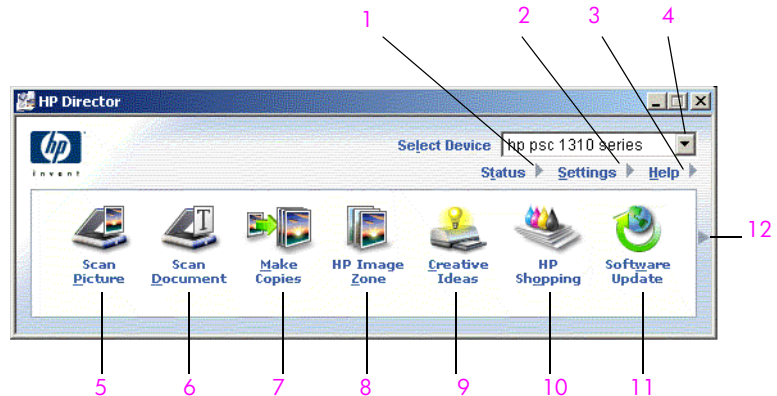 1 2 3 4
HP Director
hp
invent
Select Device hp psc 1310 series
Status Settings Help
12
Scan Picture
Scan Document
Make Copies
HP Image Zone
Creative Ideas
HP Shopping
Software Update
5 6 7 8 9 10 11